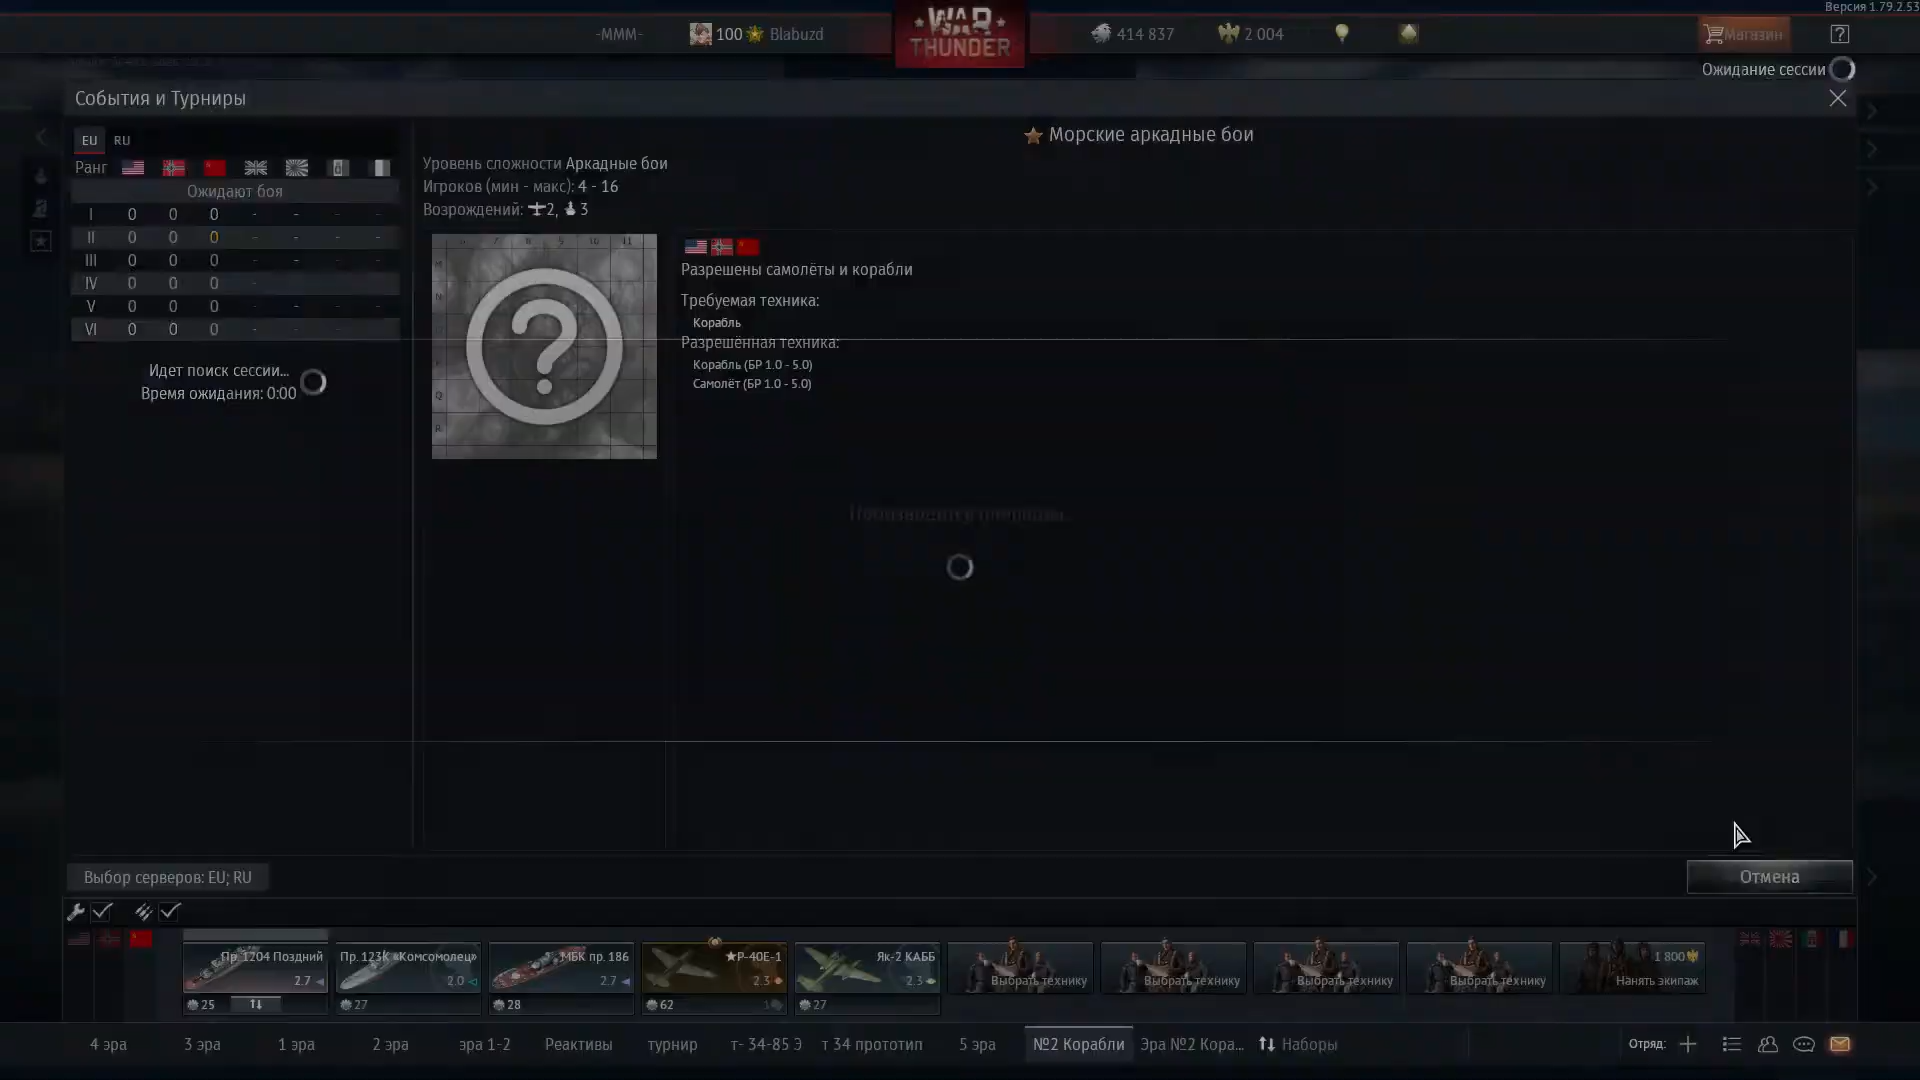 Версия 1.79.2.53
-МММ-
100 Blabuzd
WAR THUNDER
414 837
2 004
Магазин
Ожидание сессии
События и Турниры
EU RU
Морские аркадные бои
Ранг
Уровень сложности Аркадные бои
Игроков (мин - макс): 4 - 16
Возрождений: 2, 3
Ожидают боя
I 0 0 0 - - - -
II 0 0 0 - - - -
III 0 0 0 - - - -
IV 0 0 0 -
V 0 0 0 - - - -
VI 0 0 0 - - - -
Идет поиск сессии...
Время ожидания: 0:00
Разрешены самолёты и корабли
Требуемая техника:
Корабль
Разрешённая техника:
Корабль (БР 1.0 - 5.0)
Самолёт (БР 1.0 - 5.0)
Выбор серверов: EU; RU
Отмена
Пр. 1204 Поздний
2.7
25
Пр. 123К «Комсомолец»
2.0
27
МБК пр. 186
2.7
28
★P-40E-1
2.3
62
Як-2 КАББ
2.3
27
Выбрать технику
Выбрать технику
Выбрать технику
Выбрать технику
1 800
Нанять экипаж
4 эра 3 эра 1 эра 2 эра эра 1-2 Реактивы турнир т- 34-85 Э т 34 прототип 5 эра №2 Корабли Эра №2 Кора... Наборы
Отряд: